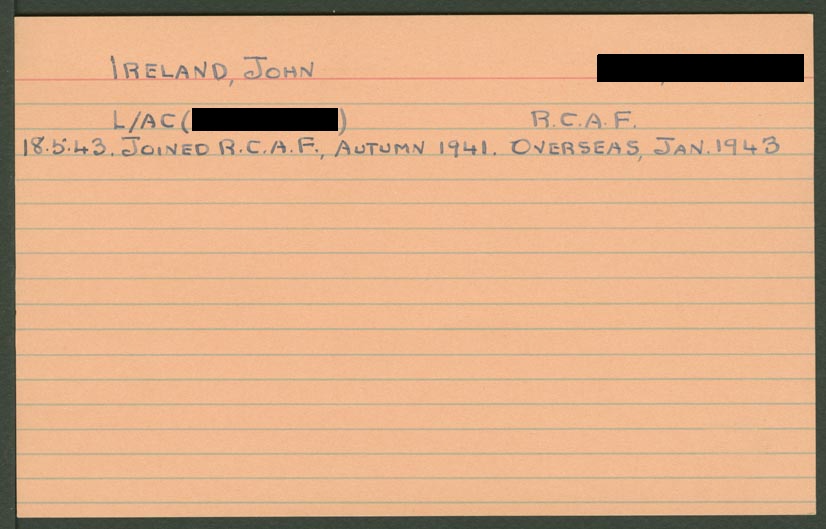 IRELAND, JOHN
L/AC ( ) R.C.A.F.
18.5.43. JOINED R.C.A.F., AUTUMN 1941. OVERSEAS, JAN. 1943